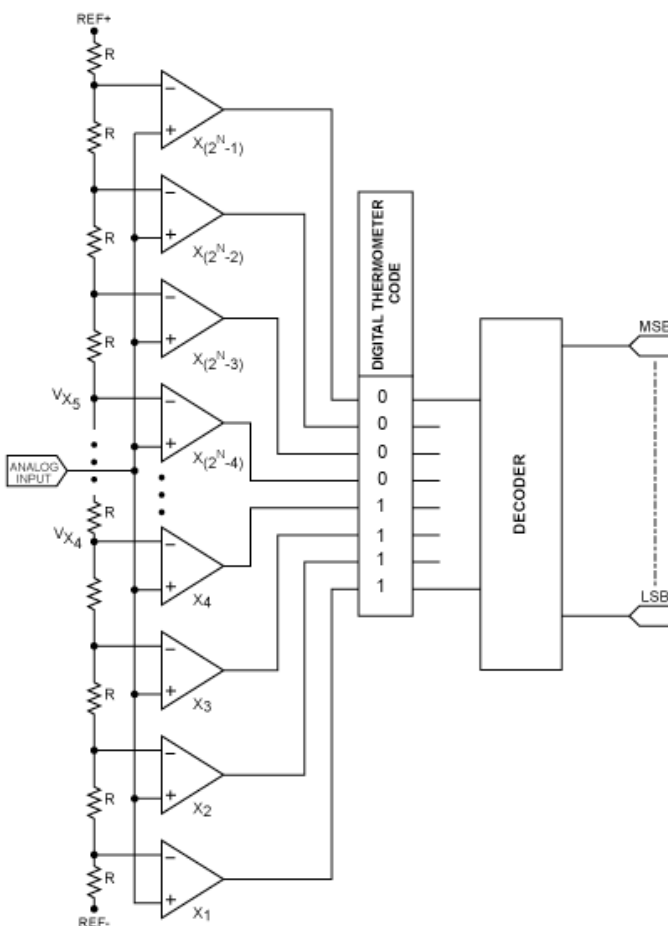 REF+
R
X(2^N-1)
R
X(2^N-2)
R
X(2^N-3)
R
VX5
X(2^N-4)
ANALOG
INPUT
R
VX4
X4
R
X3
R
X2
R
X1
R
REF-
DIGITAL THERMOMETER
CODE
0
0
0
0
1
1
1
1
DECODER
MSB
LSB
− +
− +
− +
− +
− +
− +
− +
− +